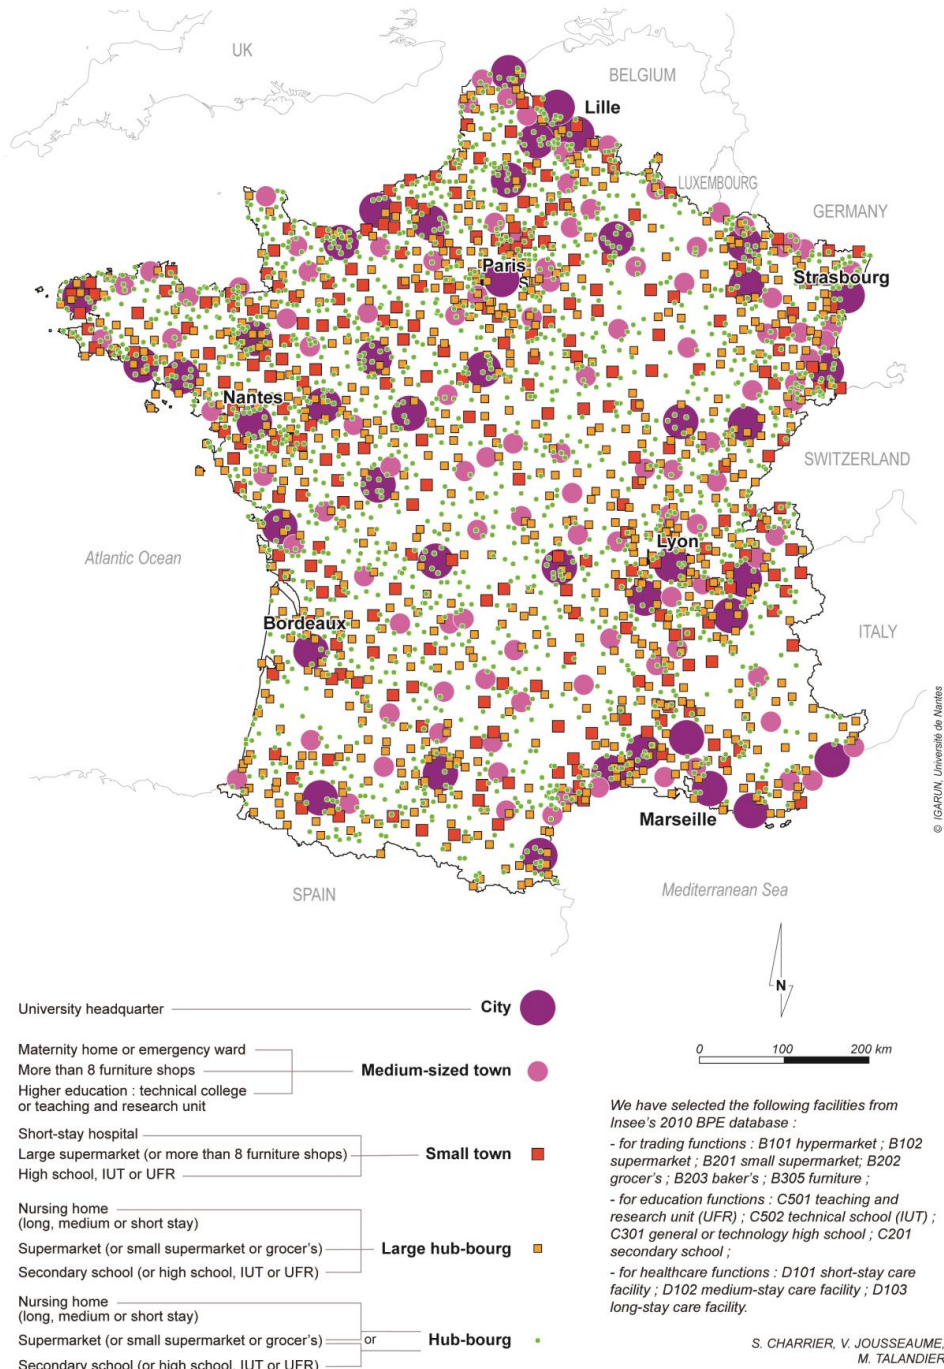 UK
BELGIUM
Lille
LUXEMBOURG
GERMANY
Paris
Strasbourg
Nantes
SWITZERLAND
Atlantic Ocean
Lyon
Bordeaux
ITALY
© IGARUN, Université de Nantes
Marseille
SPAIN
Mediterranean Sea
N
0 100 200 km
University headquarter
City
Maternity home or emergency ward
More than 8 furniture shops
Medium-sized town
Higher education : technical college
or teaching and research unit
Short-stay hospital
Large supermarket (or more than 8 furniture shops)
Small town
High school, IUT or UFR
Nursing home
(long, medium or short stay)
Supermarket (or small supermarket or grocer's)
Large hub-bourg
Secondary school (or high school, IUT or UFR)
Nursing home
(long, medium or short stay)
Supermarket (or small supermarket or grocer's)
or
Hub-bourg
Secondary school (or high school, IUT or UFR)
We have selected the following facilities from
Insee's 2010 BPE database :
- for trading functions : B101 hypermarket ; B102
supermarket ; B201 small supermarket; B202
grocer's ; B203 baker's ; B305 furniture ;
- for education functions : C501 teaching and
research unit (UFR) ; C502 technical school (IUT) ;
C301 general or technology high school ; C201
secondary school ;
- for healthcare functions : D101 short-stay care
facility ; D102 medium-stay care facility ; D103
long-stay care facility.
S. CHARRIER, V. JOUSSEAUME,
M. TALANDIER